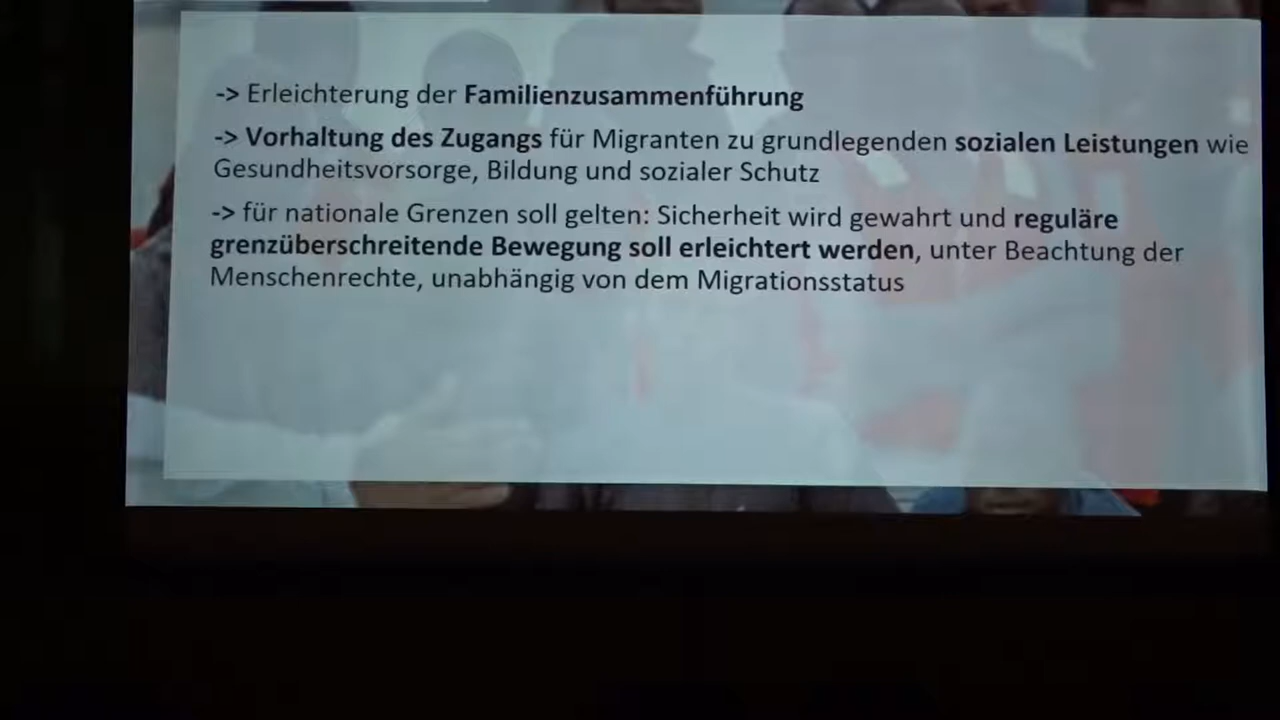 -> Erleichterung der Familienzusammenführung
-> Vorhaltung des Zugangs für Migranten zu grundlegenden sozialen Leistungen wie
Gesundheitsvorsorge, Bildung und sozialer Schutz
-> für nationale Grenzen soll gelten: Sicherheit wird gewahrt und reguläre
grenzüberschreitende Bewegung soll erleichtert werden, unter Beachtung der
Menschenrechte, unabhängig von dem Migrationsstatus